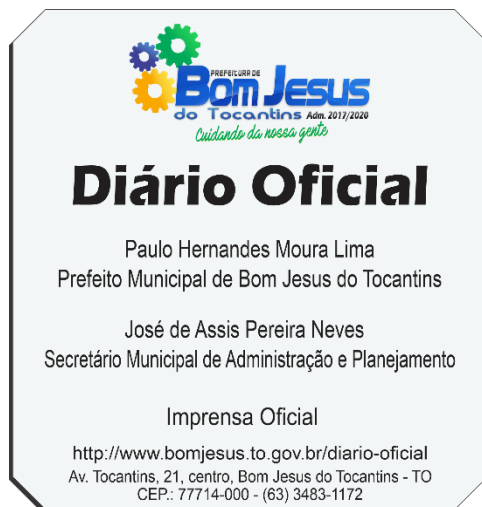 PREFEITURA DE
Bom Jesus
do Tocantins Adm. 2017/2020
Cuidando da nossa gente
Diário Oficial
Paulo Hernandes Moura Lima
Prefeito Municipal de Bom Jesus do Tocantins
José de Assis Pereira Neves
Secretário Municipal de Administração e Planejamento
Imprensa Oficial
http://www.bomjesus.to.gov.br/diario-oficial
Av. Tocantins, 21, centro, Bom Jesus do Tocantins - TO
CEP.: 77714-000 - (63) 3483-1172